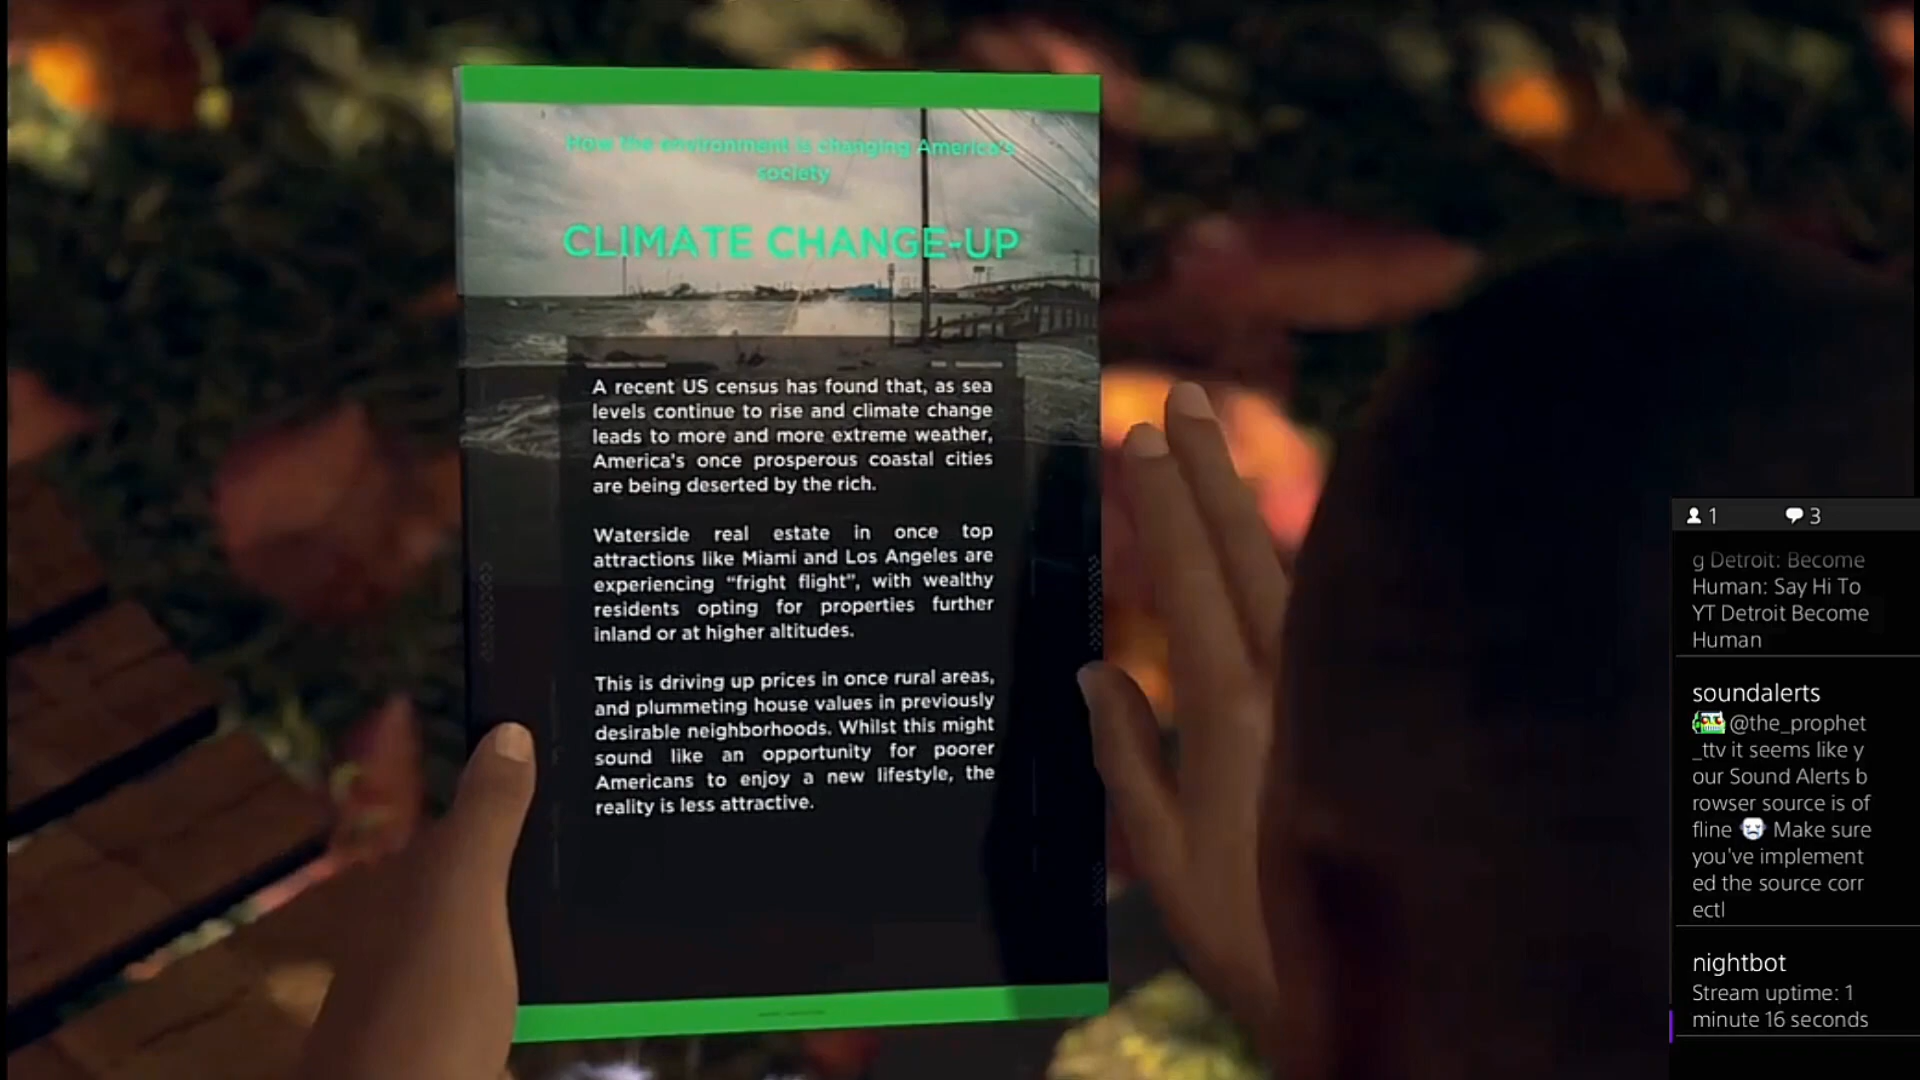 How the environment is changing America's
society
CLIMATE CHANGE-UP
A recent US census has found that, as sea
levels continue to rise and climate change
leads to more and more extreme weather,
America's once prosperous coastal cities
are being deserted by the rich.
Waterside real estate in once top
attractions like Miami and Los Angeles are
experiencing "fright flight", with wealthy
residents opting for properties further
inland or at higher altitudes.
This is driving up prices in once rural areas,
and plummeting house values in previously
desirable neighborhoods. Whilst this might
sound like an opportunity for poorer
Americans to enjoy a new lifestyle, the
reality is less attractive.
1 3
g Detroit: Become
Human: Say Hi To
YT Detroit Become
Human
soundalerts
@the_prophet
_ttv it seems like y
our Sound Alerts b
rowser source is of
fline Make sure
you've implement
ed the source corr
ectl
nightbot
Stream uptime: 1
minute 16 seconds